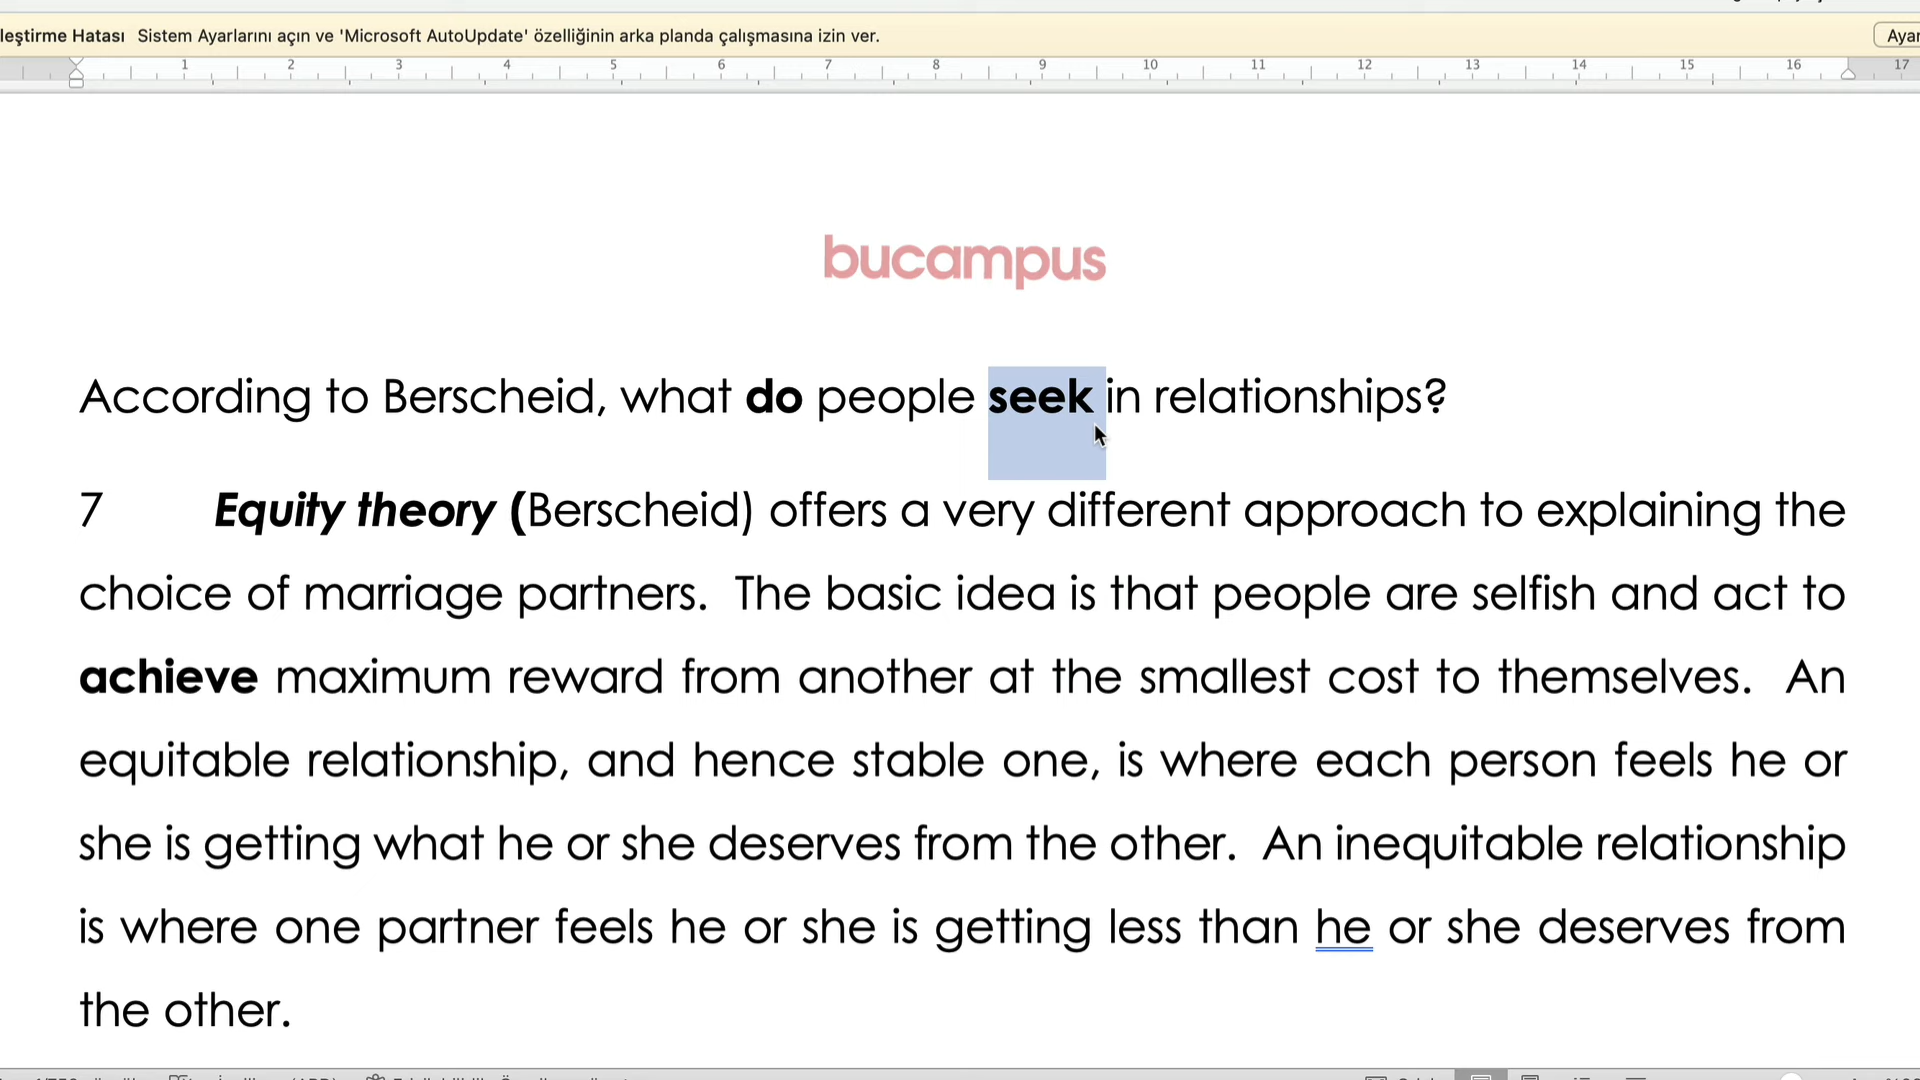 leştirme Hatası Sistem Ayarlarını açın ve 'Microsoft AutoUpdate' özelliğinin arka planda çalışmasına izin ver. Ayar
1 2 3 4 5 6 7 8 9 10 11 12 13 14 15 16 17
bucampus
According to Berscheid, what do people seek in relationships?
7 Equity theory (Berscheid) offers a very different approach to explaining the
choice of marriage partners. The basic idea is that people are selfish and act to
achieve maximum reward from another at the smallest cost to themselves. An
equitable relationship, and hence stable one, is where each person feels he or
she is getting what he or she deserves from the other. An inequitable relationship
is where one partner feels he or she is getting less than he or she deserves from
the other.